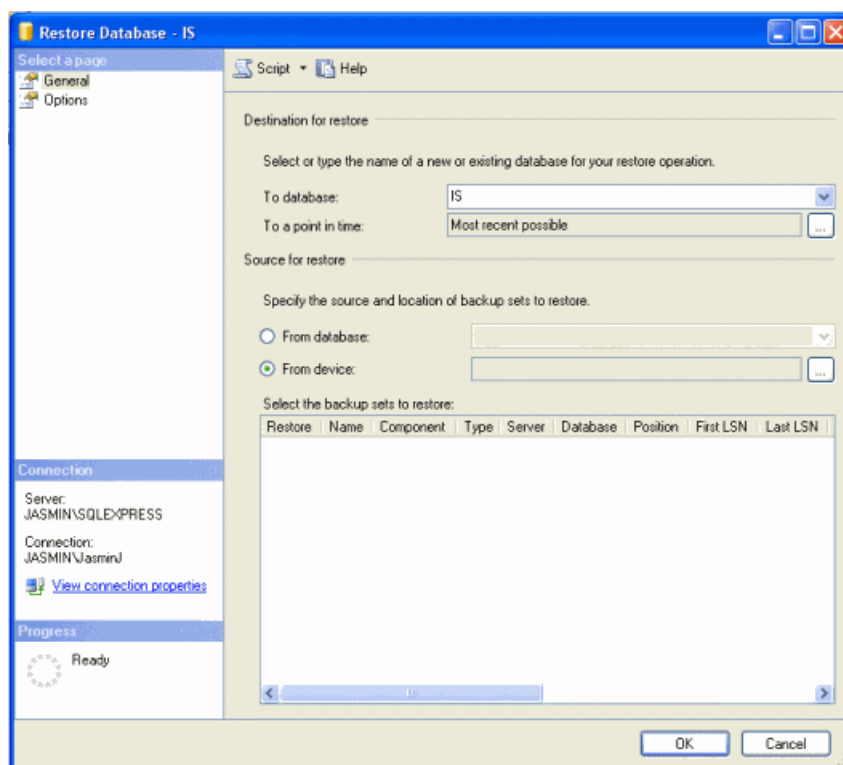 Restore Database - IS
Select a page
General
Options
Script
Help
Destination for restore
Select or type the name of a new or existing database for your restore operation.
To database:
IS
To a point in time:
Most recent possible
...
Source for restore
Specify the source and location of backup sets to restore.
From database:
From device:
...
Select the backup sets to restore:
Restore Name Component Type Server Database Position First LSN Last LSN
Connection
Server:
JASMIN\SQLEXPRESS
Connection:
JASMIN\JasminJ
View connection properties
Progress
Ready
OK
Cancel